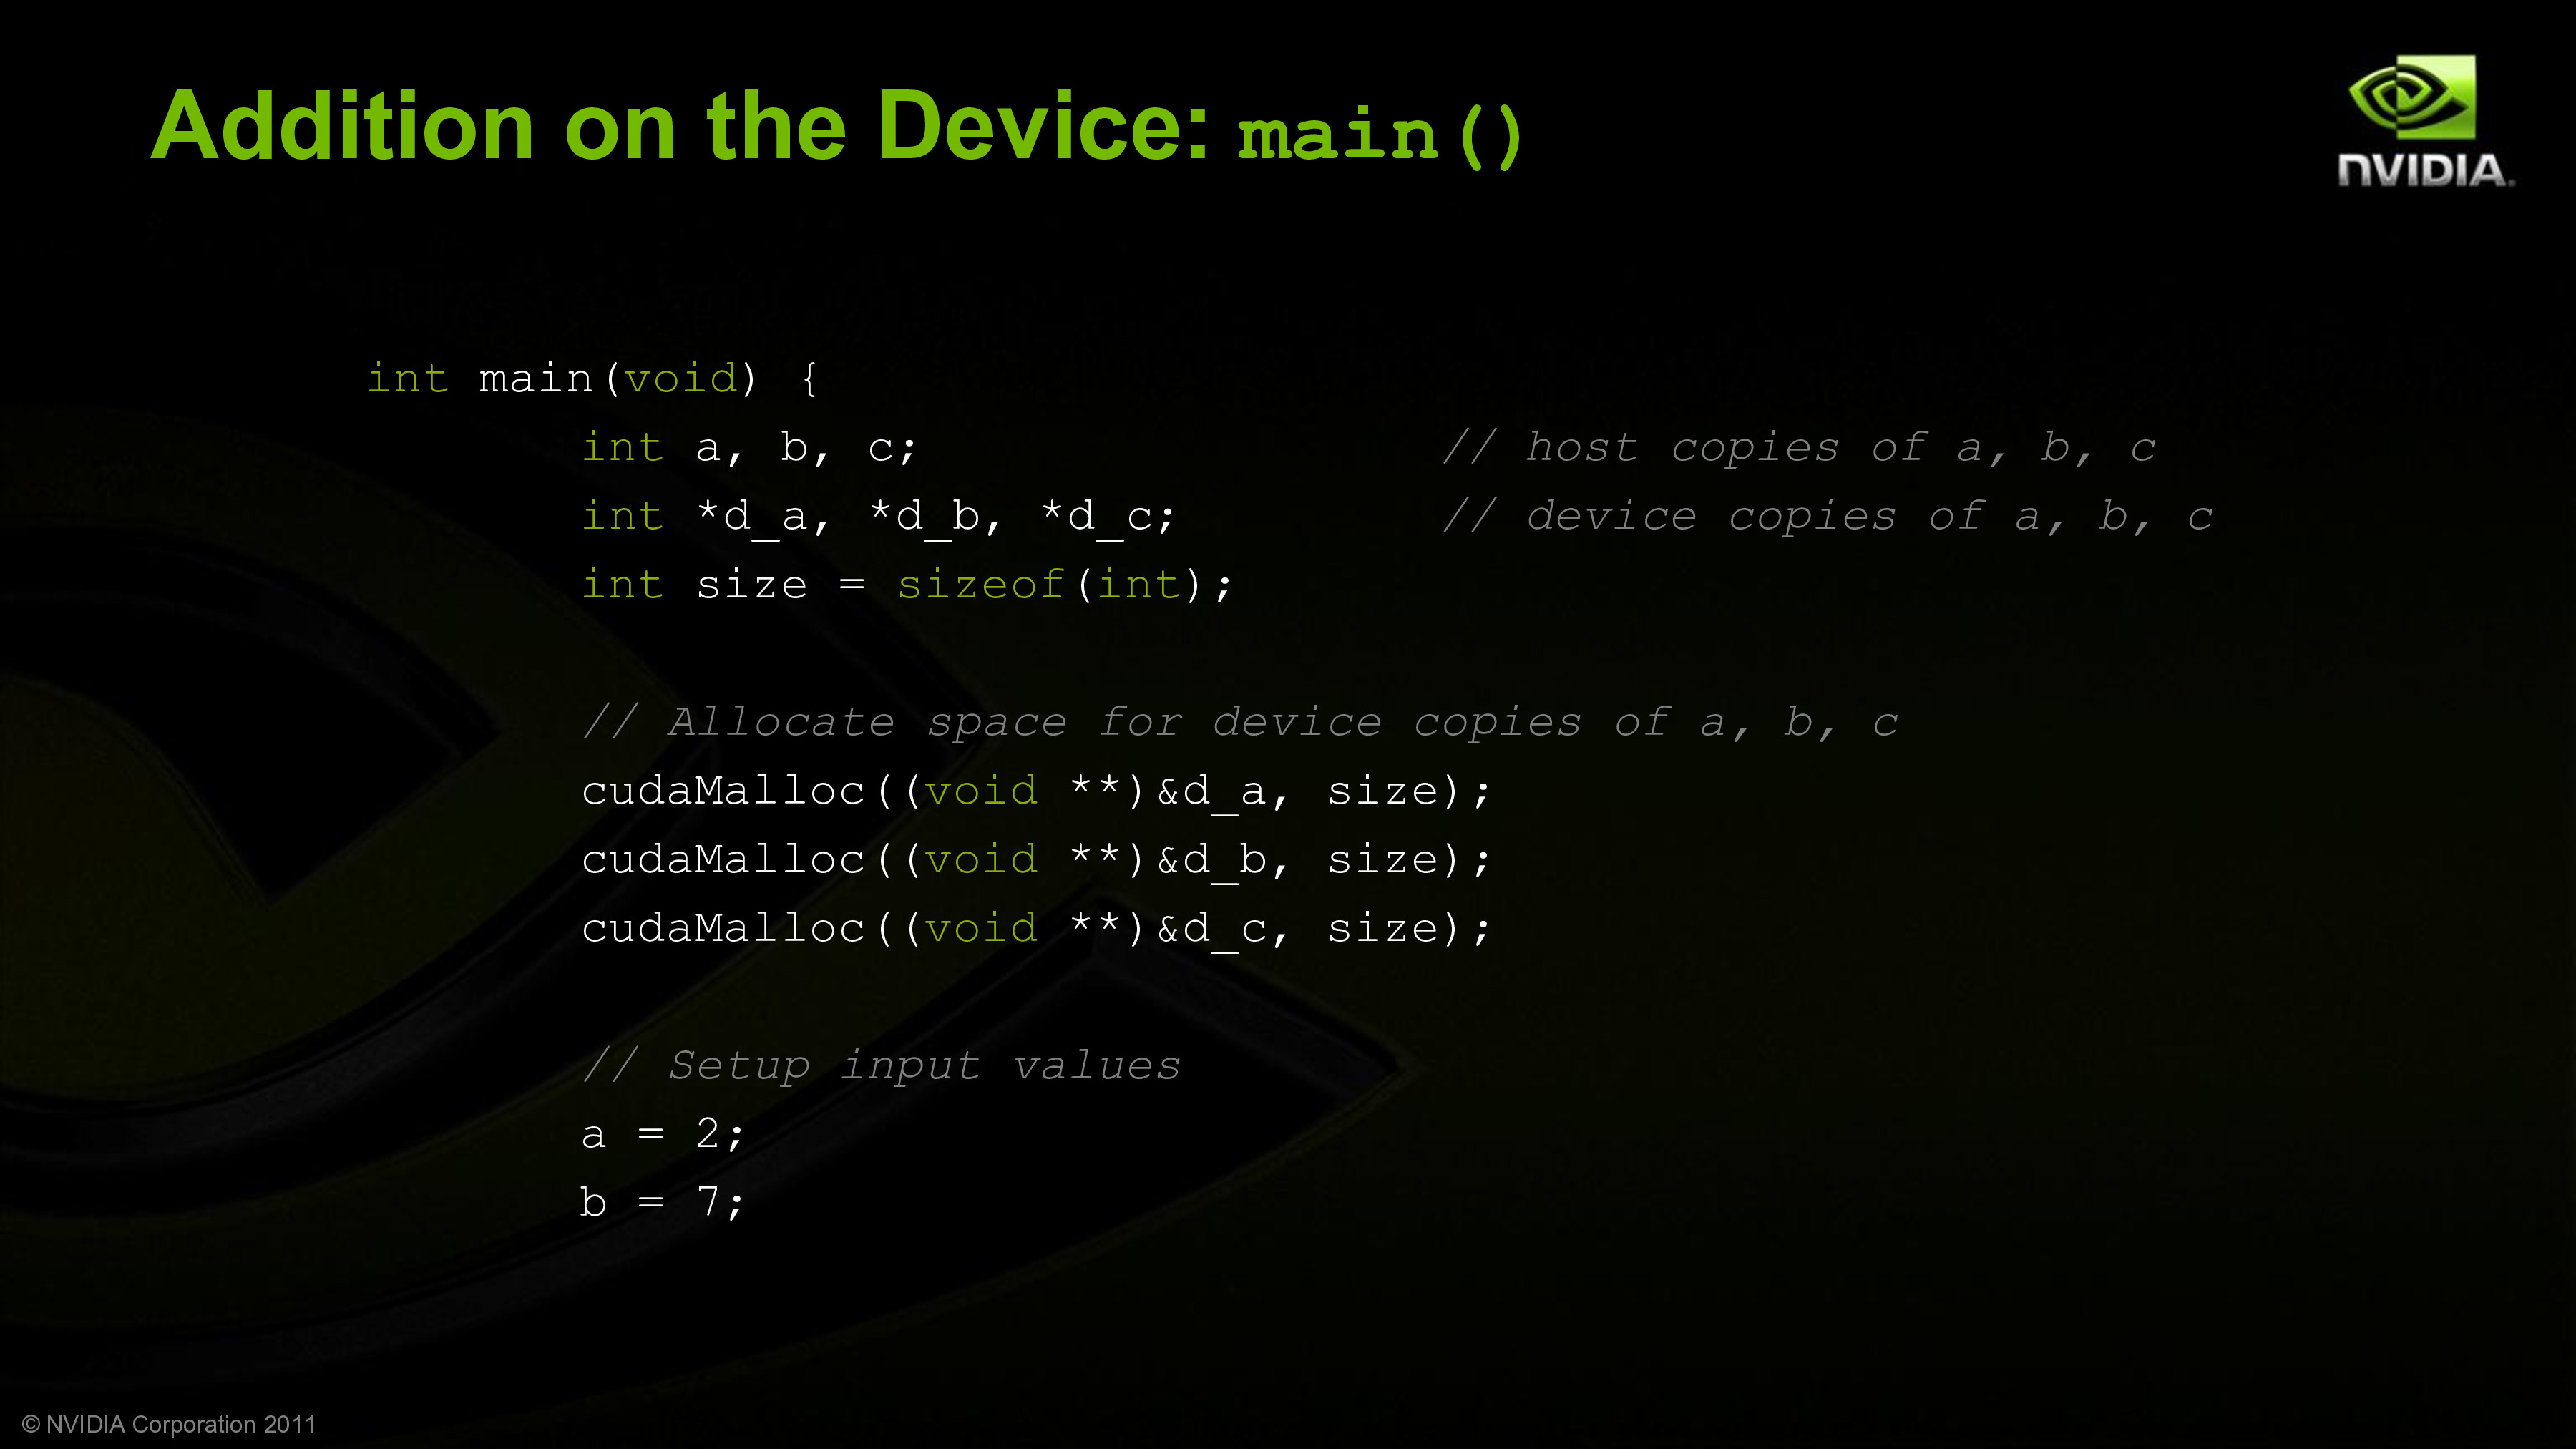 Addition on the Device: main()
NVIDIA.
int main(void) {
int a, b, c; // host copies of a, b, c
int *d_a, *d_b, *d_c; // device copies of a, b, c
int size = sizeof(int);
// Allocate space for device copies of a, b, c
cudaMalloc((void **)&d_a, size);
cudaMalloc((void **)&d_b, size);
cudaMalloc((void **)&d_c, size);
// Setup input values
a = 2;
b = 7;
© NVIDIA Corporation 2011